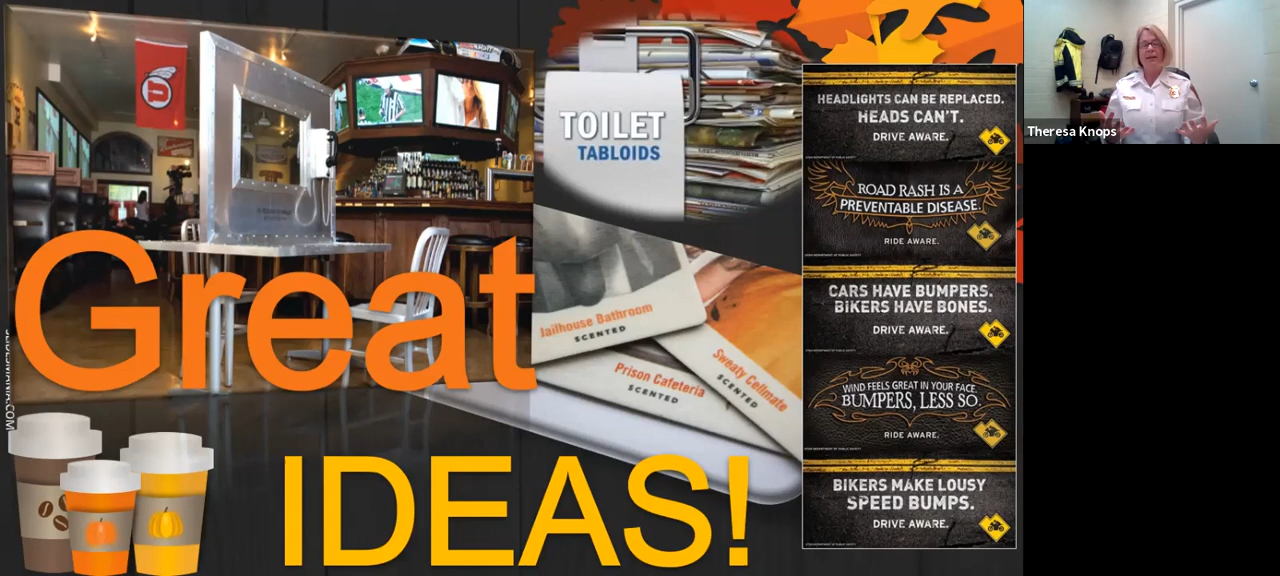 Great
IDEAS!
TOILET
TABLOIDS
Jailhouse Bathroom
SCENTED
Prison Cafeteria
SCENTED
Sweaty Cellmate
SCENTED
HEADLIGHTS CAN BE REPLACED.
HEADS CAN'T.
DRIVE AWARE.
ROAD RASH IS A
PREVENTABLE DISEASE.
RIDE AWARE.
CARS HAVE BUMPERS.
BIKERS HAVE BONES.
DRIVE AWARE.
WIND FEELS GREAT IN YOUR FACE.
BUMPERS, LESS SO.
RIDE AWARE.
BIKERS MAKE LOUSY
SPEED BUMPS.
DRIVE AWARE.
Theresa Knops